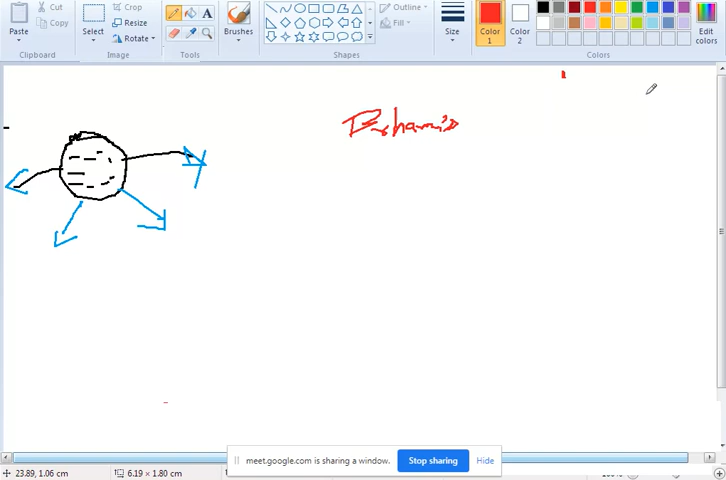 Cut
Copy
Paste
Clipboard
Crop
Resize
Rotate
Select
Image
A
Tools
Brushes
Outline
Fill
Shapes
Size
Color 1
Color 2
Edit colors
Colors
meet.google.com is sharing a window.
Stop sharing
Hide
23.89, 1.06 cm
6.19 × 1.80 cm